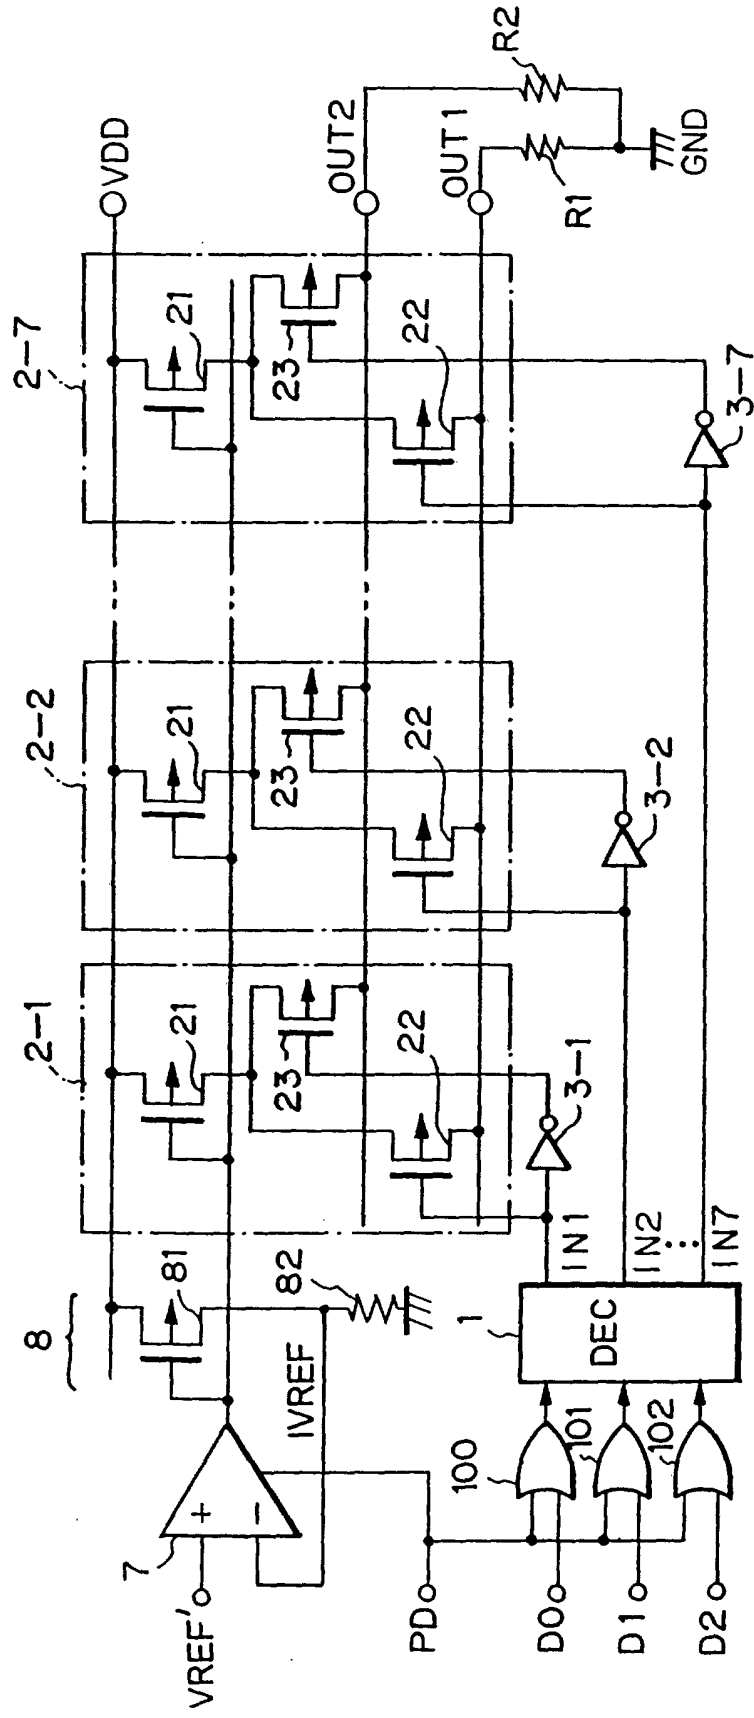 8
2-1
2-2
2-7
VDD
81
21
21
21
7
+
−
VREF'
IVREF
82
23
23
23
22
22
22
OUT2
OUT1
R2
R1
GND
PD
D0
D1
D2
100
101
102
1
DEC
IN1
IN2
IN7
3-1
3-2
3-7